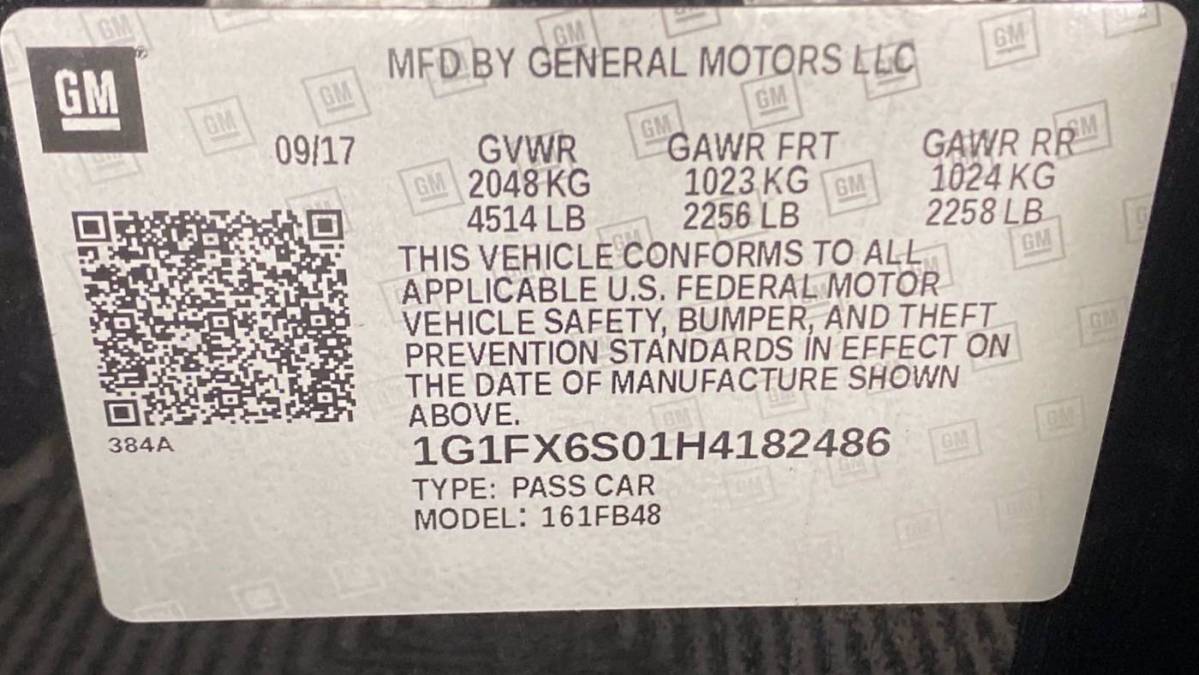 GM
MFD BY GENERAL MOTORS LLC
09/17 GVWR GAWR FRT GAWR RR
2048 KG 1023 KG 1024 KG
4514 LB 2256 LB 2258 LB
THIS VEHICLE CONFORMS TO ALL
APPLICABLE U.S. FEDERAL MOTOR
VEHICLE SAFETY, BUMPER, AND THEFT
PREVENTION STANDARDS IN EFFECT ON
THE DATE OF MANUFACTURE SHOWN
ABOVE.
384A
1G1FX6S01H4182486
TYPE: PASS CAR
MODEL: 161FB48